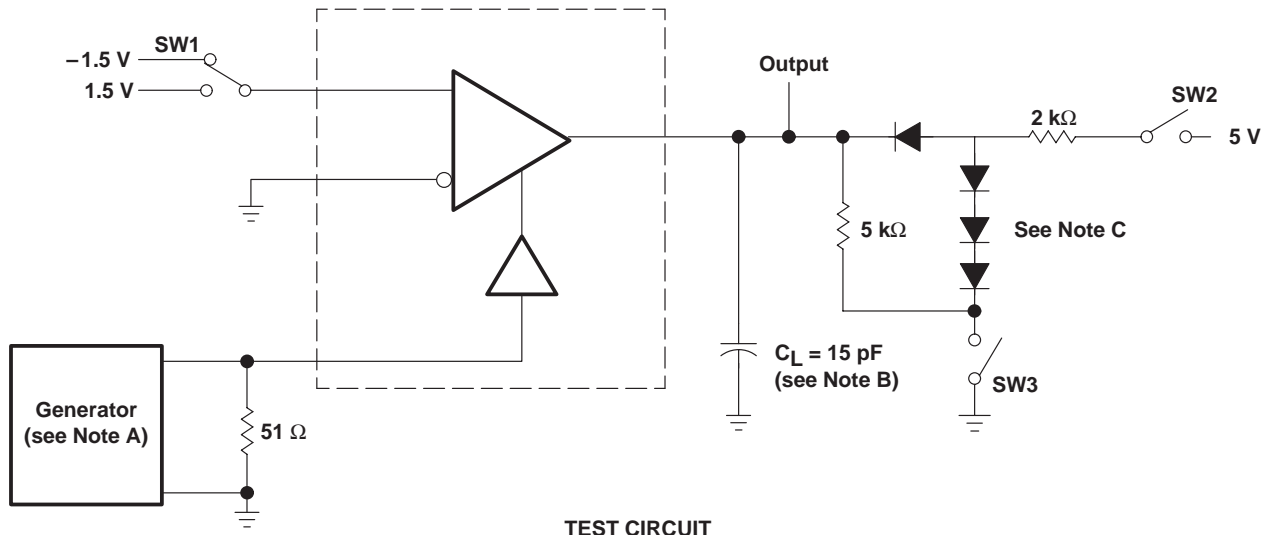 −1.5 V
SW1
1.5 V
Output
2 kΩ
SW2
5 V
5 kΩ
See Note C
CL = 15 pF
(see Note B)
SW3
Generator
(see Note A)
51 Ω
TEST CIRCUIT